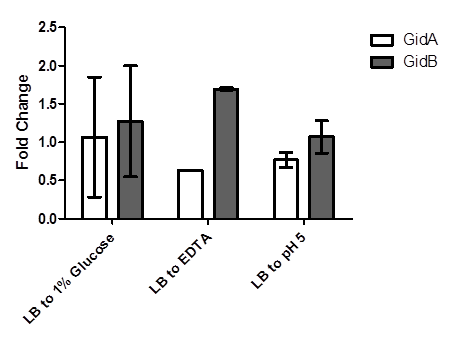 2.5
2.0
1.5
1.0
0.5
0.0
Fold Change
LB to 1% Glucose
LB to EDTA
LB to pH 5
GidA
GidB